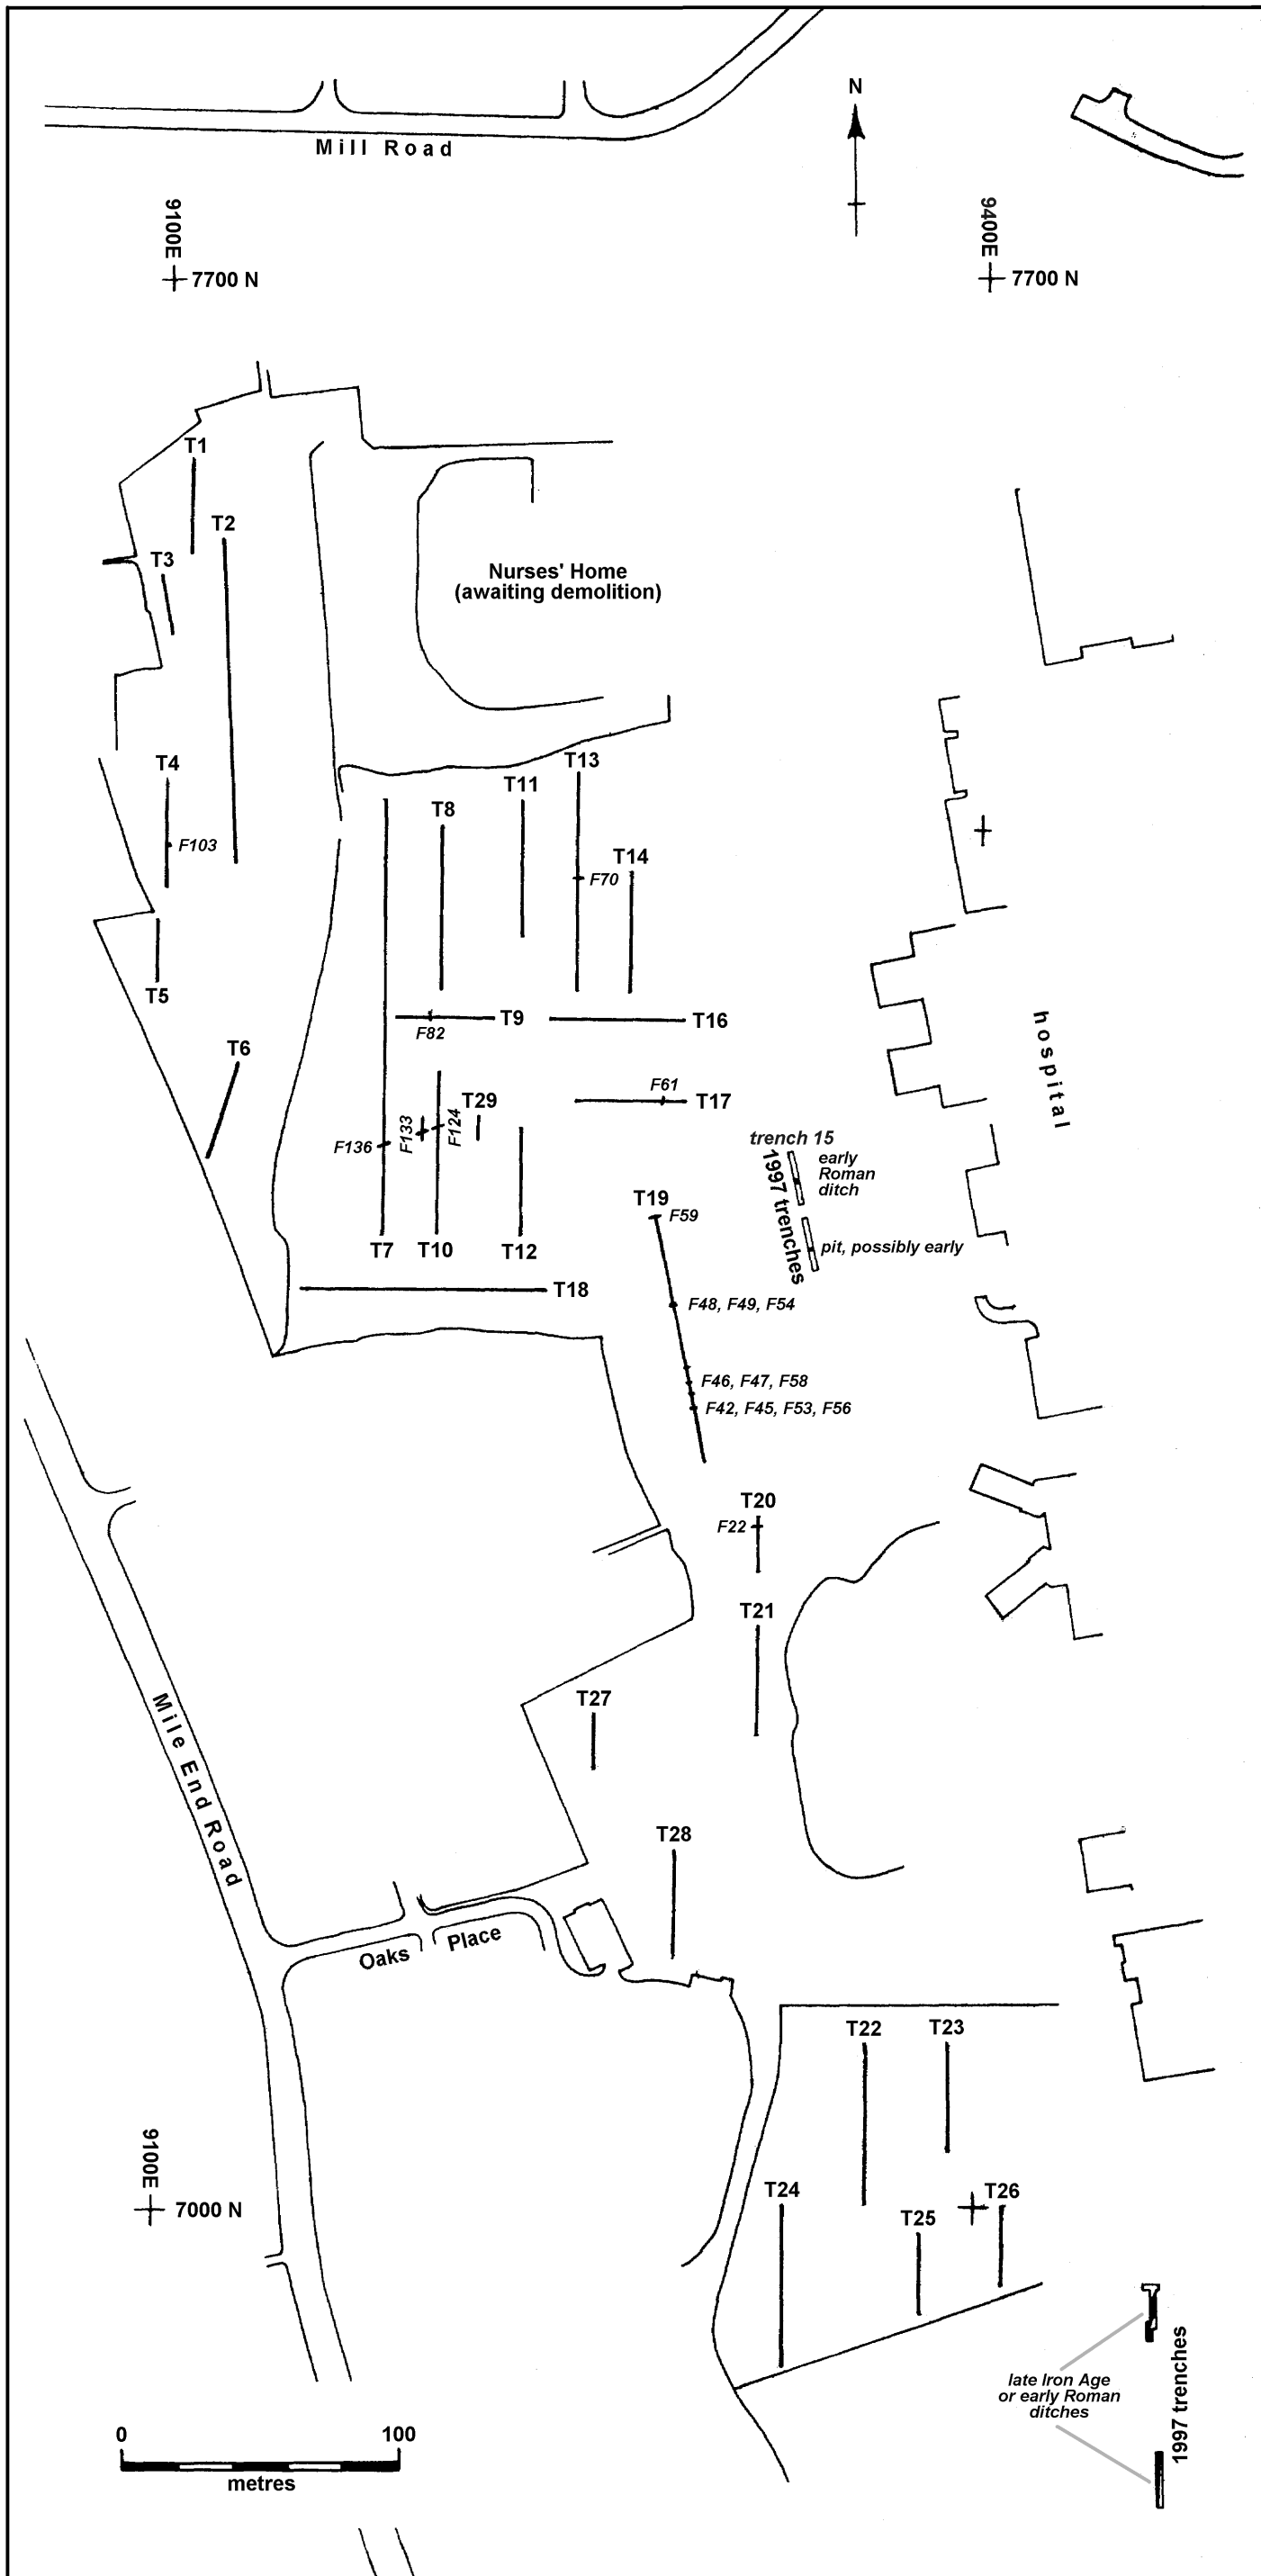 N
Mill Road
9100E
7700 N
9400E
7700 N
T1
T2
T3
Nurses' Home
(awaiting demolition)
T4
F103
T13
T11
T8
T14
F70
T5
T9
T16
F82
hospital
T6
F61
T17
T29
F133
F124
F136
trench 15
1997 trenches
early
Roman
ditch
T19
F59
pit, possibly early
T7
T10
T12
T18
F48, F49, F54
F46, F47, F58
F42, F45, F53, F56
T20
F22
T21
T27
Mile End Road
T28
Oaks Place
T22
T23
9100E
7000 N
T24
T25
T26
late Iron Age
or early Roman
ditches
1997 trenches
0
100
metres